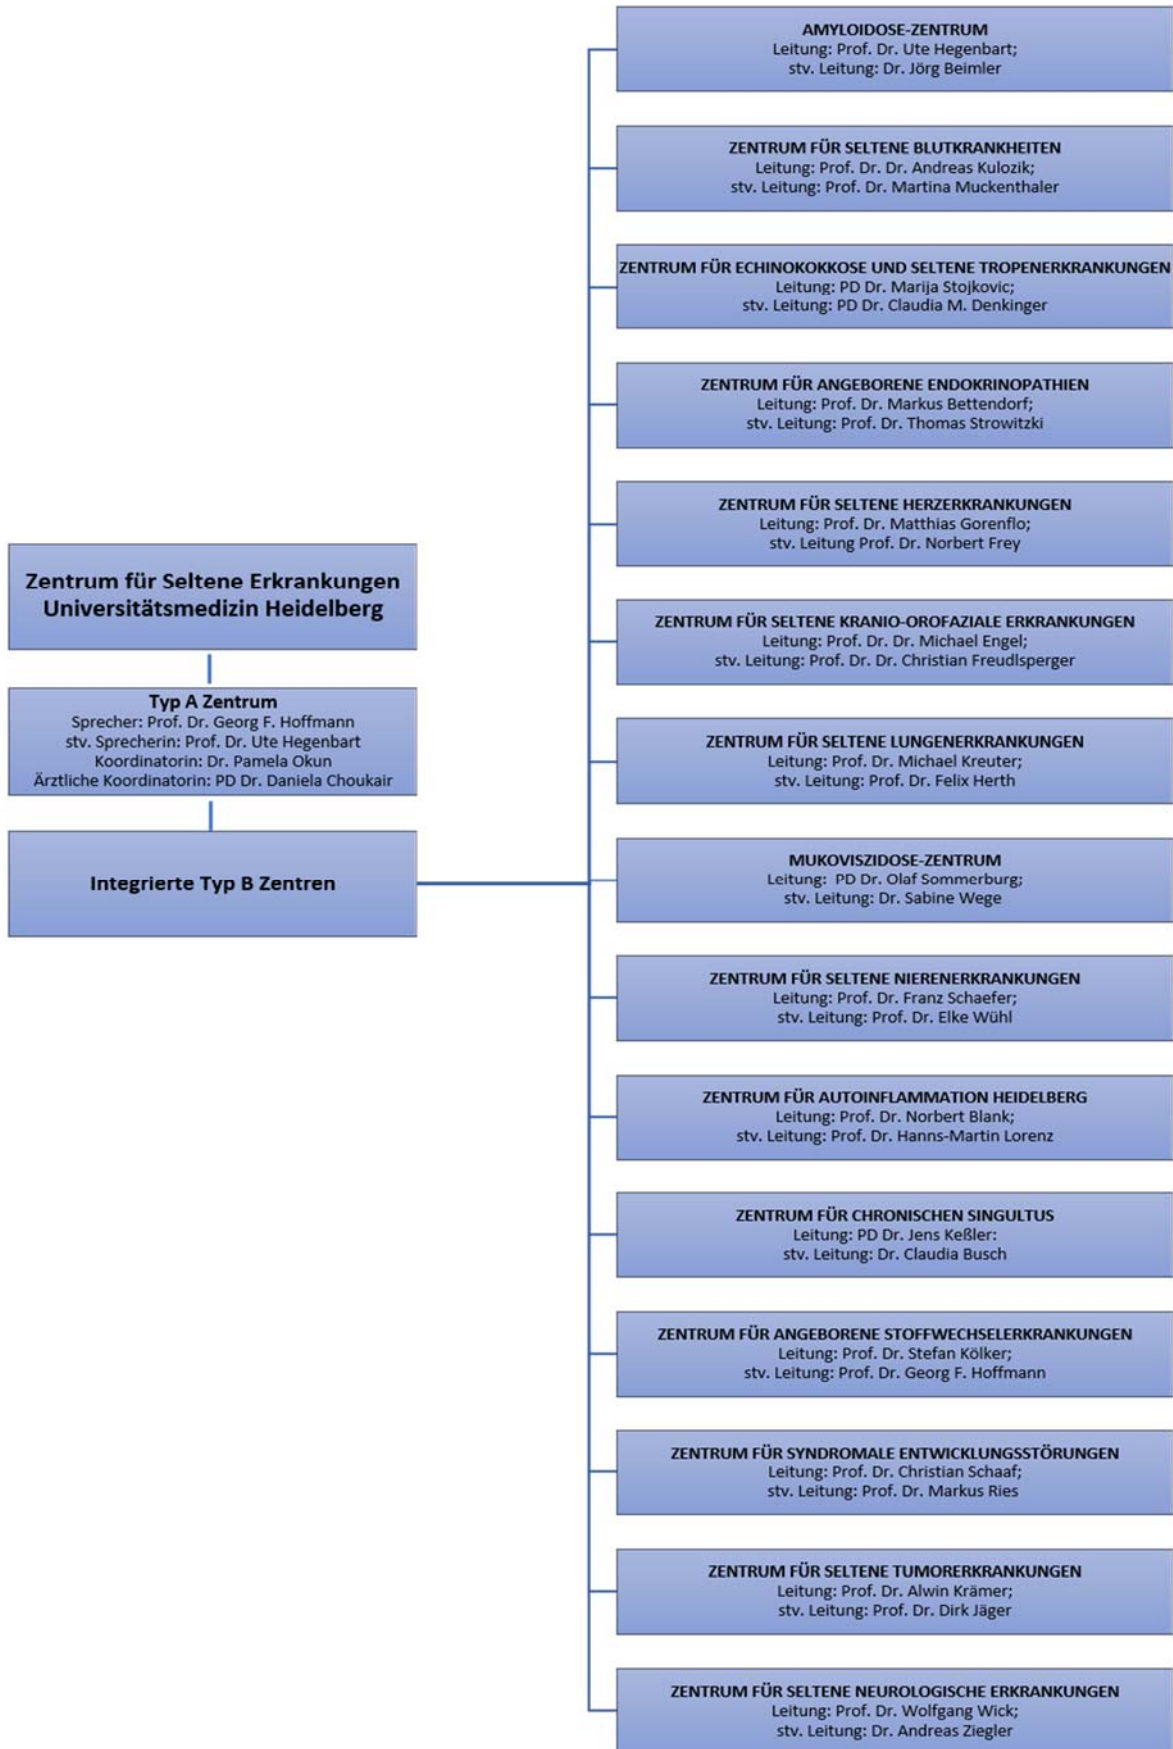 Zentrum für Seltene Erkrankungen
Universitätsmedizin Heidelberg
Typ A Zentrum
Sprecher: Prof. Dr. Georg F. Hoffmann
stv. Sprecherin: Prof. Dr. Ute Hegenbart
Koordinatorin: Dr. Pamela Okun
Ärztliche Koordinatorin: PD Dr. Daniela Choukair
Integrierte Typ B Zentren
AMYLOIDOSE-ZENTRUM
Leitung: Prof. Dr. Ute Hegenbart;
stv. Leitung: Dr. Jörg Beimler
ZENTRUM FÜR SELTENE BLUTKRANKHEITEN
Leitung: Prof. Dr. Dr. Andreas Kulozik;
stv. Leitung: Prof. Dr. Martina Muckenthaler
ZENTRUM FÜR ECHINOKOKKOSE UND SELTENE TROPENERKRANKUNGEN
Leitung: PD Dr. Marija Stojkovic;
stv. Leitung: PD Dr. Claudia M. Denkinger
ZENTRUM FÜR ANGEBORENE ENDOKRINOPATHIEN
Leitung: Prof. Dr. Markus Bettendorf;
stv. Leitung: Prof. Dr. Thomas Strowitzki
ZENTRUM FÜR SELTENE HERZERKRANKUNGEN
Leitung: Prof. Dr. Matthias Gorenflo;
stv. Leitung Prof. Dr. Norbert Frey
ZENTRUM FÜR SELTENE KRANIO-OROFAZIALE ERKRANKUNGEN
Leitung: Prof. Dr. Dr. Michael Engel;
stv. Leitung: Prof. Dr. Dr. Christian Freudlsperger
ZENTRUM FÜR SELTENE LUNGENERKRANKUNGEN
Leitung: Prof. Dr. Michael Kreuter;
stv. Leitung: Prof. Dr. Felix Herth
MUKOVISZIDOSE-ZENTRUM
Leitung: PD Dr. Olaf Sommerburg;
stv. Leitung: Dr. Sabine Wege
ZENTRUM FÜR SELTENE NIERENERKRANKUNGEN
Leitung: Prof. Dr. Franz Schaefer;
stv. Leitung: Prof. Dr. Elke Wühl
ZENTRUM FÜR AUTOINFLAMMATION HEIDELBERG
Leitung: Prof. Dr. Norbert Blank;
stv. Leitung: Prof. Dr. Hanns-Martin Lorenz
ZENTRUM FÜR CHRONISCHEN SINGULTUS
Leitung: PD Dr. Jens Keßler:
stv. Leitung: Dr. Claudia Busch
ZENTRUM FÜR ANGEBORENE STOFFWECHSELERKRANKUNGEN
Leitung: Prof. Dr. Stefan Kölker;
stv. Leitung: Prof. Dr. Georg F. Hoffmann
ZENTRUM FÜR SYNDROMALE ENTWICKLUNGSSTÖRUNGEN
Leitung: Prof. Dr. Christian Schaaf;
stv. Leitung: Prof. Dr. Markus Ries
ZENTRUM FÜR SELTENE TUMORERKRANKUNGEN
Leitung: Prof. Dr. Alwin Krämer;
stv. Leitung: Prof. Dr. Dirk Jäger
ZENTRUM FÜR SELTENE NEUROLOGISCHE ERKRANKUNGEN
Leitung: Prof. Dr. Wolfgang Wick;
stv. Leitung: Dr. Andreas Ziegler